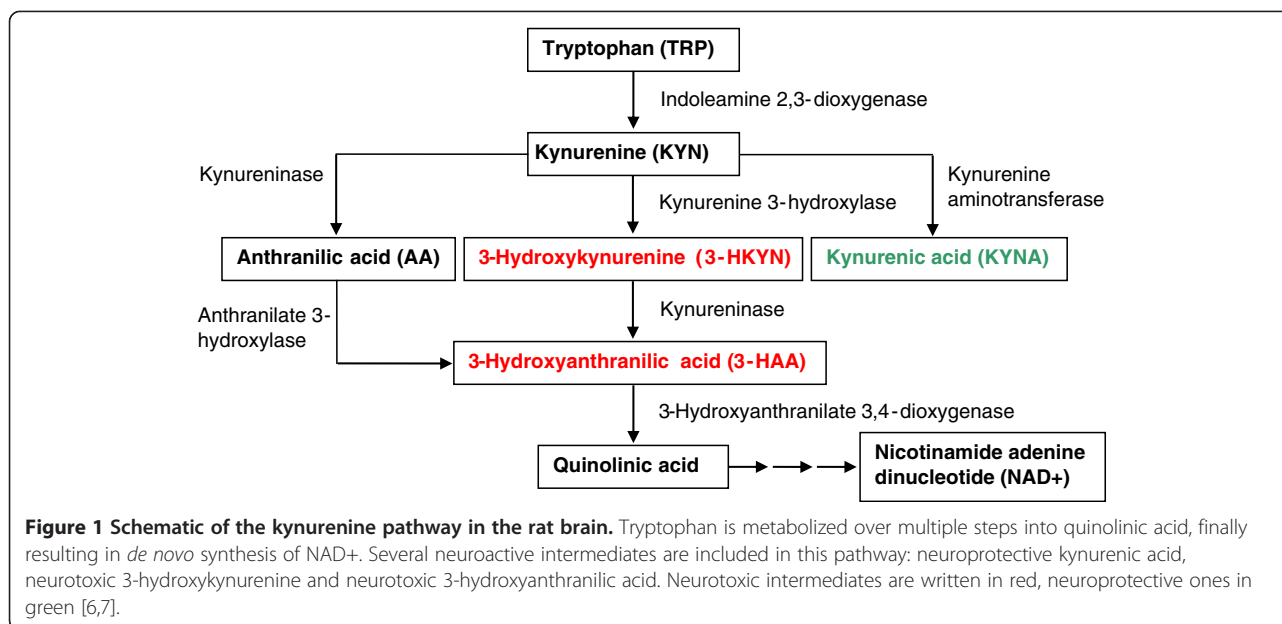 Tryptophan (TRP)
Indoleamine 2,3-dioxygenase
Kynurenine (KYN)
Kynureninase
Kynurenine 3-hydroxylase
Kynurenine
aminotransferase
Anthranilic acid (AA)
3-Hydroxykynurenine (3-HKYN)
Kynurenic acid (KYNA)
Anthranilate 3-
hydroxylase
Kynureninase
3-Hydroxyanthranilic acid (3-HAA)
3-Hydroxyanthranilate 3,4-dioxygenase
Quinolinic acid
Nicotinamide adenine
dinucleotide (NAD+)
Figure 1 Schematic of the kynurenine pathway in the rat brain. Tryptophan is metabolized over multiple steps into quinolinic acid, finally
resulting in de novo synthesis of NAD+. Several neuroactive intermediates are included in this pathway: neuroprotective kynurenic acid,
neurotoxic 3-hydroxykynurenine and neurotoxic 3-hydroxyanthranilic acid. Neurotoxic intermediates are written in red, neuroprotective ones in
green [6,7].